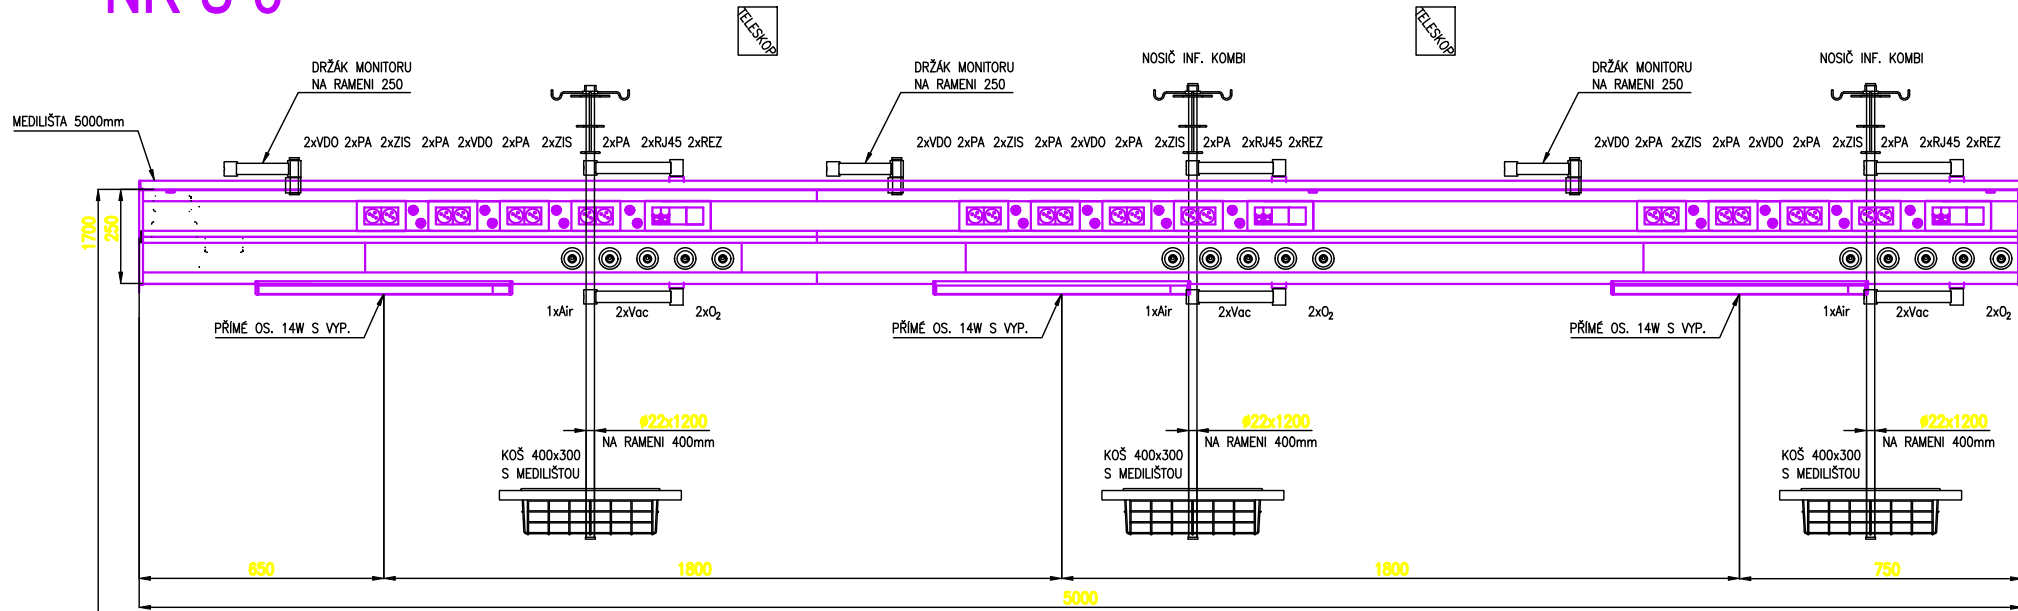 TELESKOP
TELESKOP
DRŽÁK MONITORU
NA RAMENI 250
DRŽÁK MONITORU
NA RAMENI 250
NOSIČ INF. KOMBI
DRŽÁK MONITORU
NA RAMENI 250
NOSIČ INF. KOMBI
MEDILIŠTA 5000mm
2xVDO 2xPA 2xZIS 2xPA 2xVDO 2xPA 2xZIS 2xPA 2xRJ45 2xREZ
2xVDO 2xPA 2xZIS 2xPA 2xVDO 2xPA 2xZIS 2xPA 2xRJ45 2xREZ
2xVDO 2xPA 2xZIS 2xPA 2xVDO 2xPA 2xZIS 2xPA 2xRJ45 2xREZ
1700
250
1xAir 2xVac 2xO₂
1xAir 2xVac 2xO₂
1xAir 2xVac 2xO₂
PŘÍMÉ OS. 14W S VYP.
PŘÍMÉ OS. 14W S VYP.
PŘÍMÉ OS. 14W S VYP.
ø22x1200
NA RAMENI 400mm
ø22x1200
NA RAMENI 400mm
ø22x1200
NA RAMENI 400mm
KOŠ 400x300
S MEDILIŠTOU
KOŠ 400x300
S MEDILIŠTOU
KOŠ 400x300
S MEDILIŠTOU
650
1800
1800
750
5000